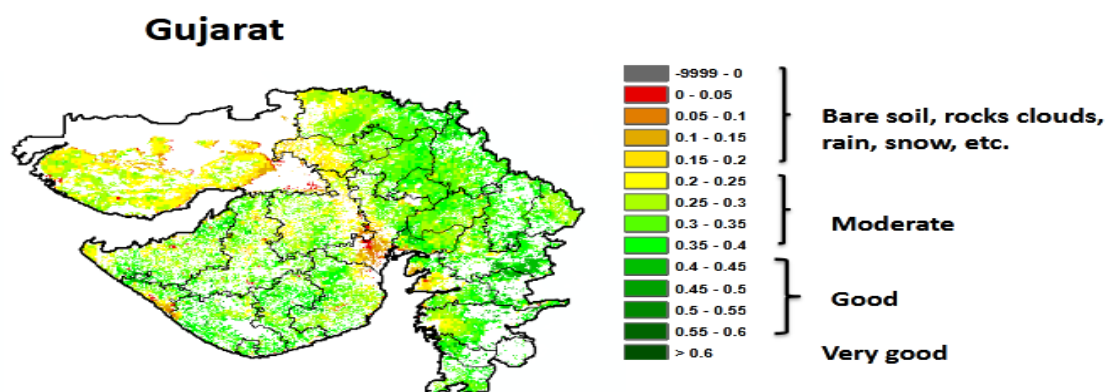 Gujarat
-9999 - 0
0 - 0.05
0.05 - 0.1
0.1 - 0.15
0.15 - 0.2
0.2 - 0.25
0.25 - 0.3
0.3 - 0.35
0.35 - 0.4
0.4 - 0.45
0.45 - 0.5
0.5 - 0.55
0.55 - 0.6
> 0.6
Bare soil, rocks clouds,
rain, snow, etc.
Moderate
Good
Very good